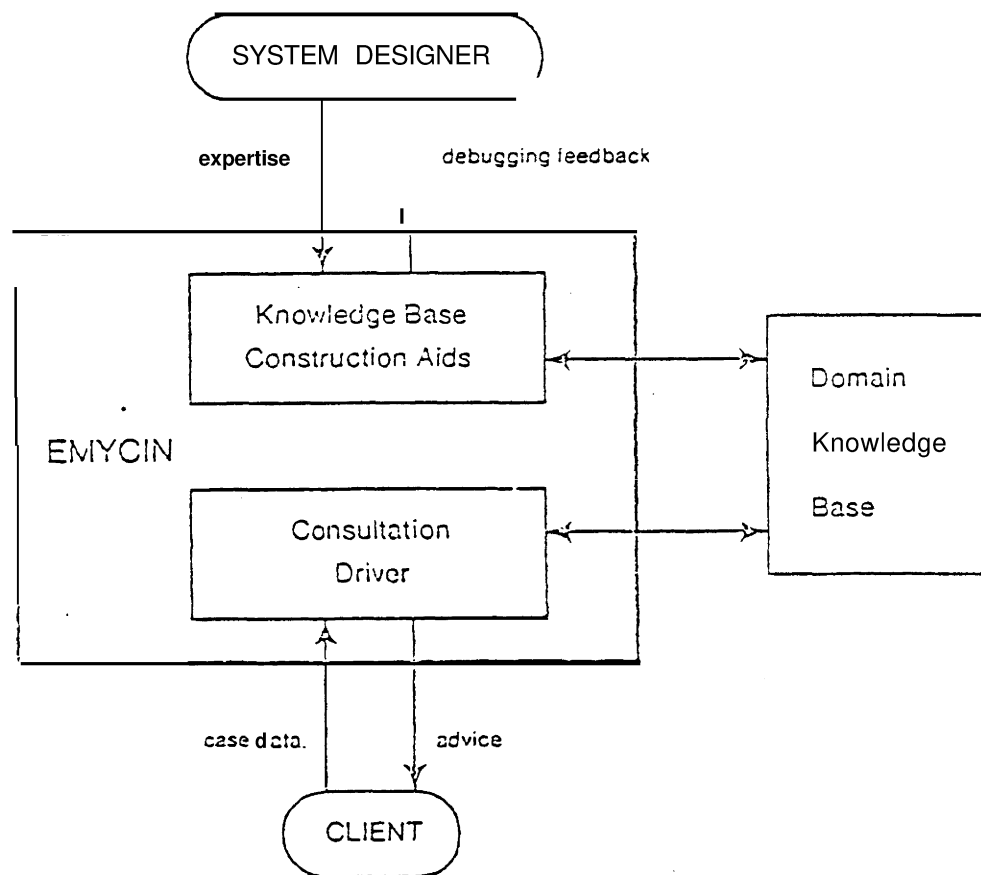 SYSTEM DESIGNER
expertise
debugging feedback
Knowledge Base
Construction Aids
Domain
Knowledge
Base
EMYCIN
Consultation
Driver
case data.
advice
CLIENT